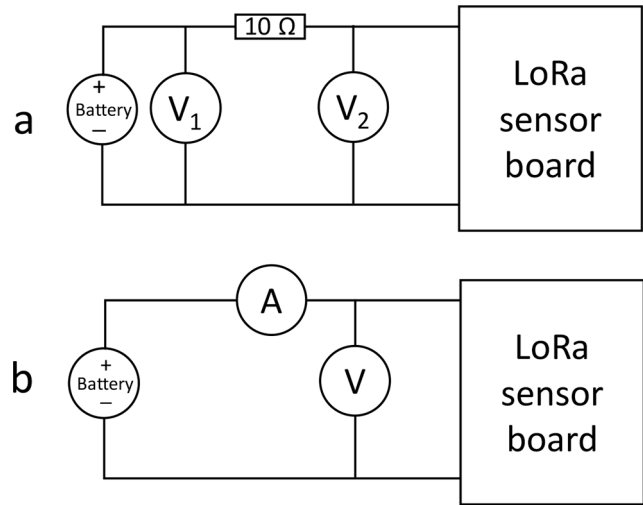 a
10 Ω
+
Battery
–
V1
V2
LoRa
sensor
board
b
A
+
Battery
–
V
LoRa
sensor
board